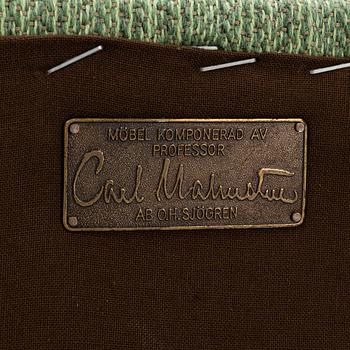 MÖBEL KOMPONERAD AV
PROFESSOR
Carl Malmsten
AB O.H. SJÖGREN